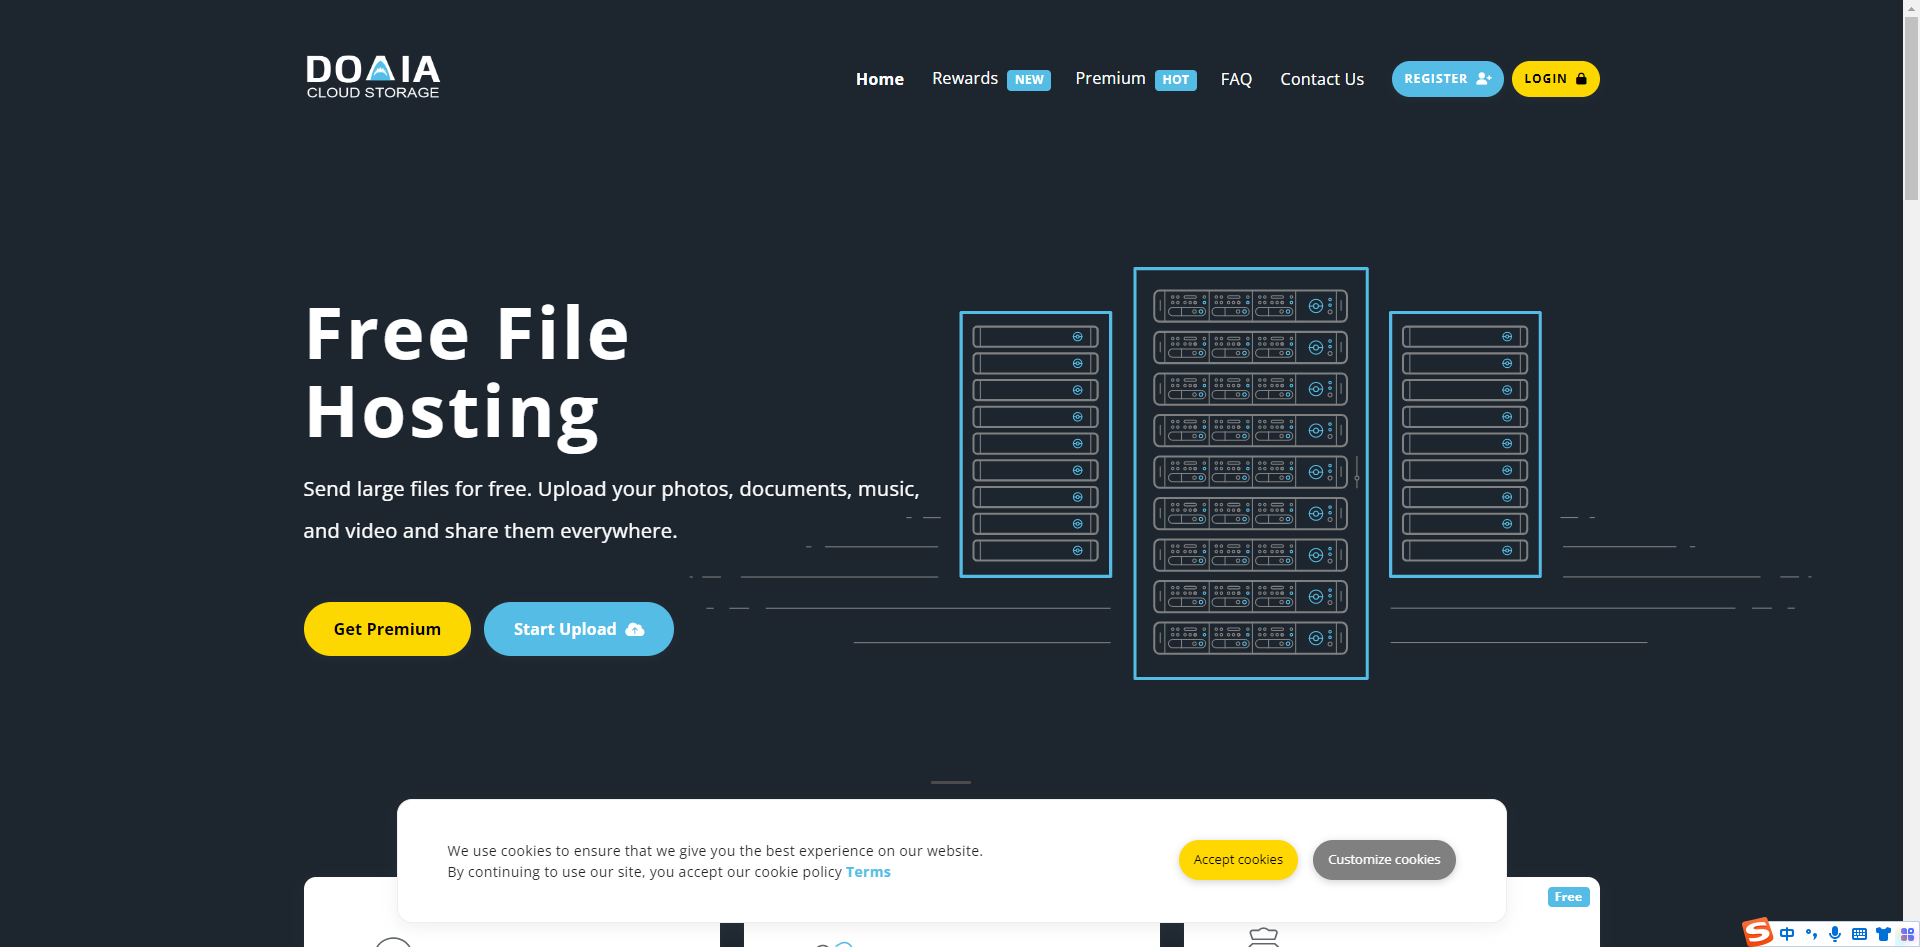 DOAIA
CLOUD STORAGE
Home
Rewards NEW
Premium HOT
FAQ
Contact Us
REGISTER
LOGIN
Free File
Hosting
Send large files for free. Upload your photos, documents, music,
and video and share them everywhere.
Get Premium
Start Upload
We use cookies to ensure that we give you the best experience on our website.
By continuing to use our site, you accept our cookie policy Terms
Accept cookies
Customize cookies
Free
S
中